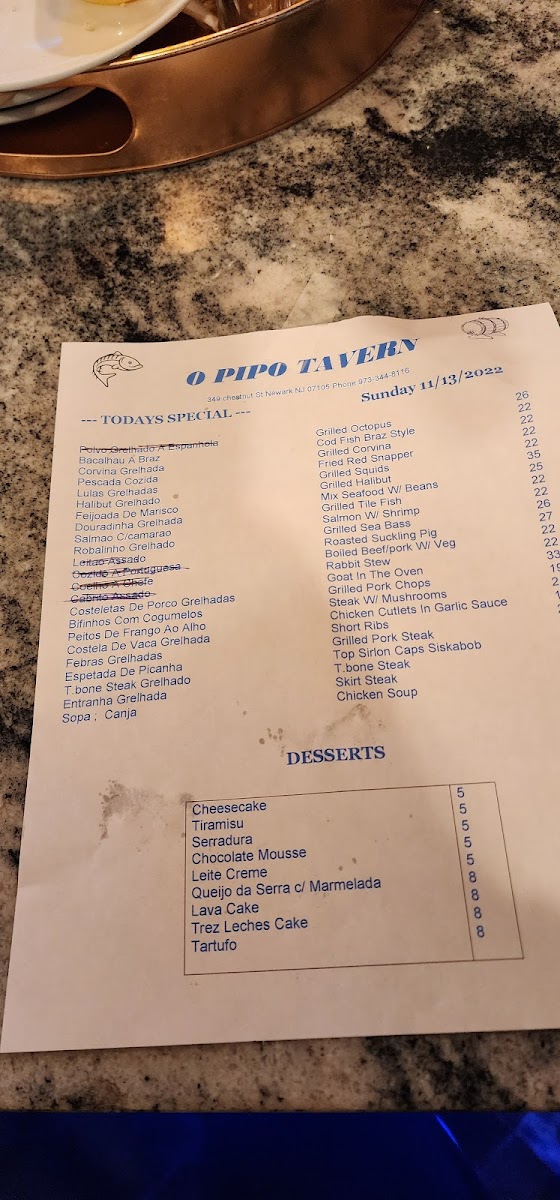 O PIPO TAVERN
349 chestnut St Newark NJ 07105 Phone 973-344-8116
Sunday 11/13/2022
--- TODAYS SPECIAL ---
Polvo Grelhado A Espanhola
Bacalhau A Braz
Corvina Grelhada
Pescada Cozida
Lulas Grelhadas
Halibut Grelhado
Feijoada De Marisco
Douradinha Grelhada
Salmao C/camarao
Robalinho Grelhado
Leitao Assado
Cozido A Portuguesa
Coelho A Chefe
Cabrito Assado
Costeletas De Porco Grelhadas
Bifinhos Com Cogumelos
Peitos De Frango Ao Alho
Costela De Vaca Grelhada
Febras Grelhadas
Espetada De Picanha
T.bone Steak Grelhado
Entranha Grelhada
Sopa ; Canja
Grilled Octopus 26
Cod Fish Braz Style 22
Grilled Corvina 22
Fried Red Snapper 22
Grilled Squids 22
Grilled Halibut 35
Mix Seafood W/ Beans 25
Grilled Tile Fish 22
Salmon W/ Shrimp 22
Grilled Sea Bass 26
Roasted Suckling Pig 27
Boiled Beef/pork W/ Veg 22
Rabbit Stew 22
Goat In The Oven 33
Grilled Pork Chops
Steak W/ Mushrooms
Chicken Cutlets In Garlic Sauce
Short Ribs
Grilled Pork Steak
Top Sirlon Caps Siskabob
T.bone Steak
Skirt Steak
Chicken Soup
DESSERTS
Cheesecake 5
Tiramisu 5
Serradura 5
Chocolate Mousse 5
Leite Creme 5
Queijo da Serra c/ Marmelada 8
Lava Cake 8
Trez Leches Cake 8
Tartufo 8